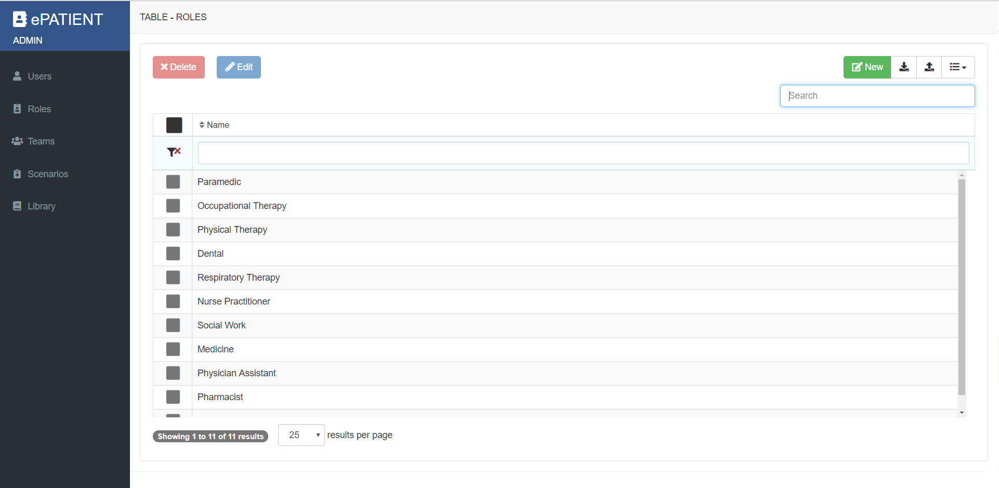 ePATIENT
ADMIN
Users
Roles
Teams
Scenarios
Library
TABLE - ROLES
Delete
Edit
New
Search
Name
Paramedic
Occupational Therapy
Physical Therapy
Dental
Respiratory Therapy
Nurse Practitioner
Social Work
Medicine
Physician Assistant
Pharmacist
Showing 1 to 11 of 11 results
25 results per page